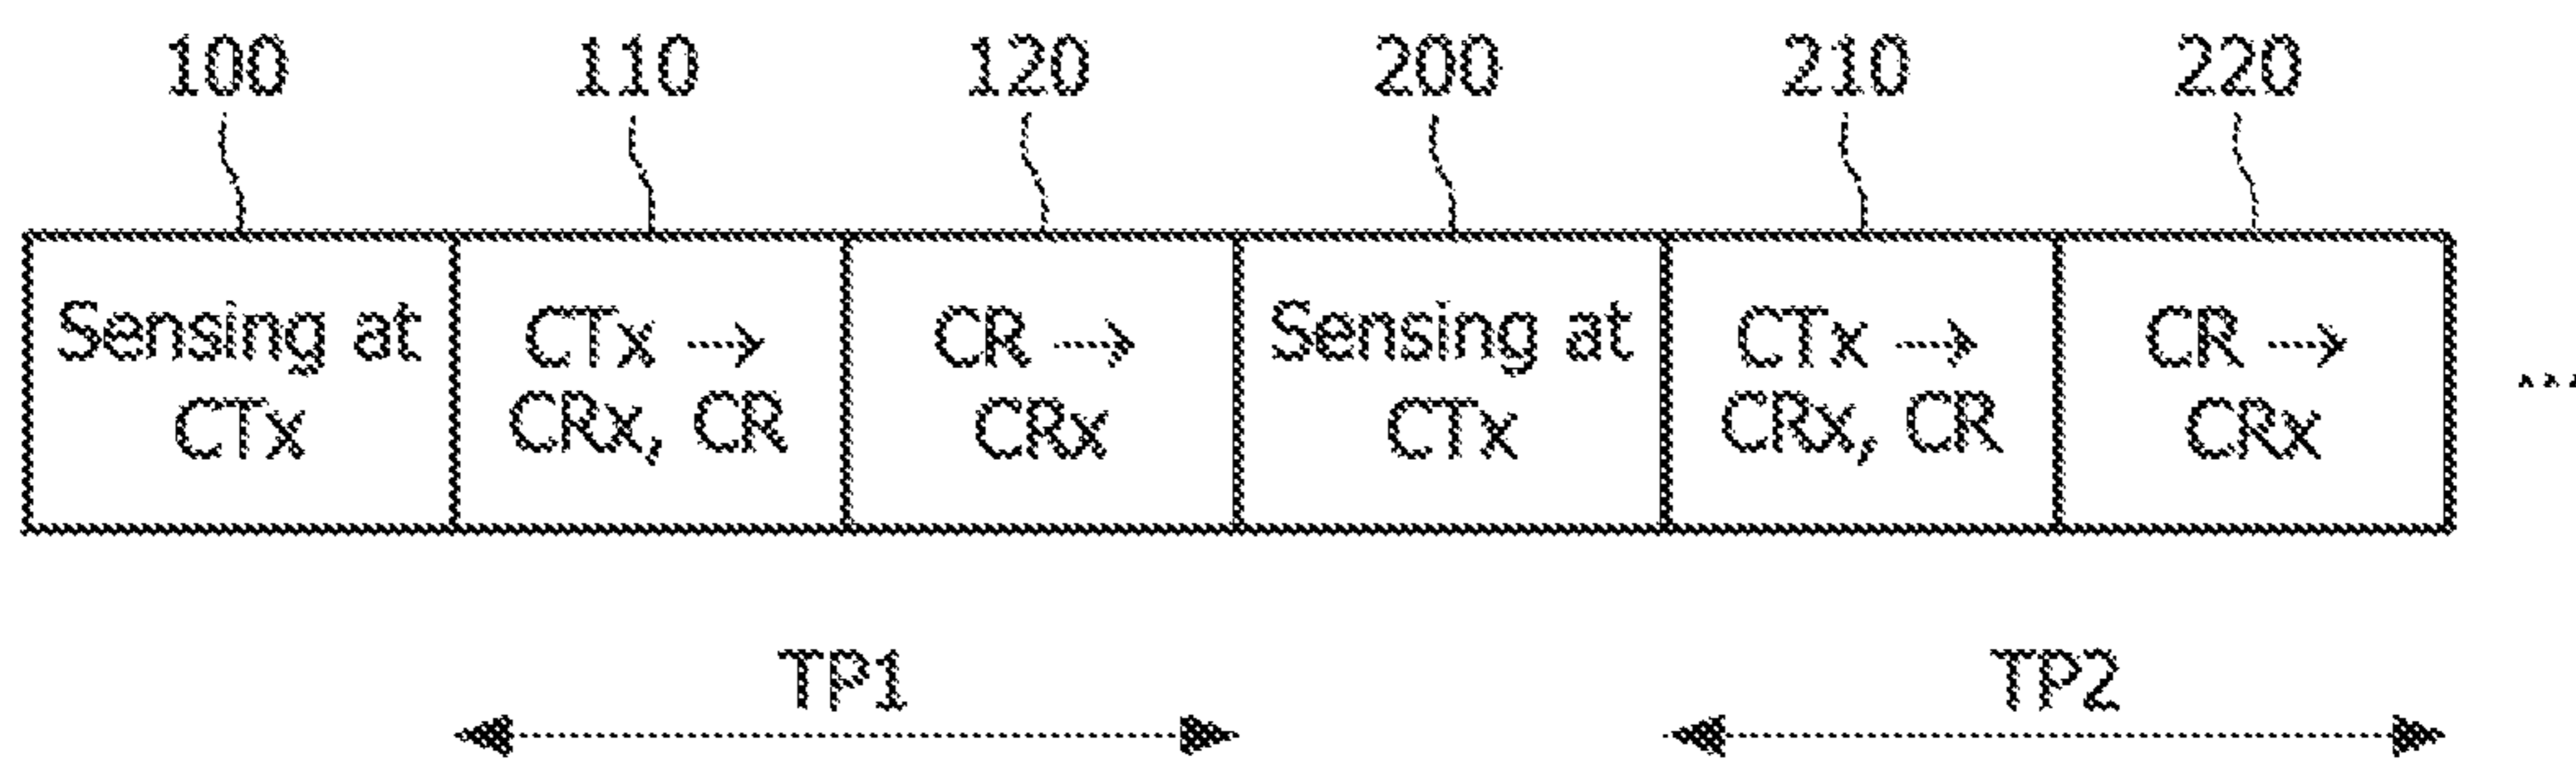 100 110 120 200 210 220
Sensing at CTx → CR → Sensing at CTx → CR →
CTx CRx, CR CRx CTx CRx, CR CRx
...
TP1 TP2